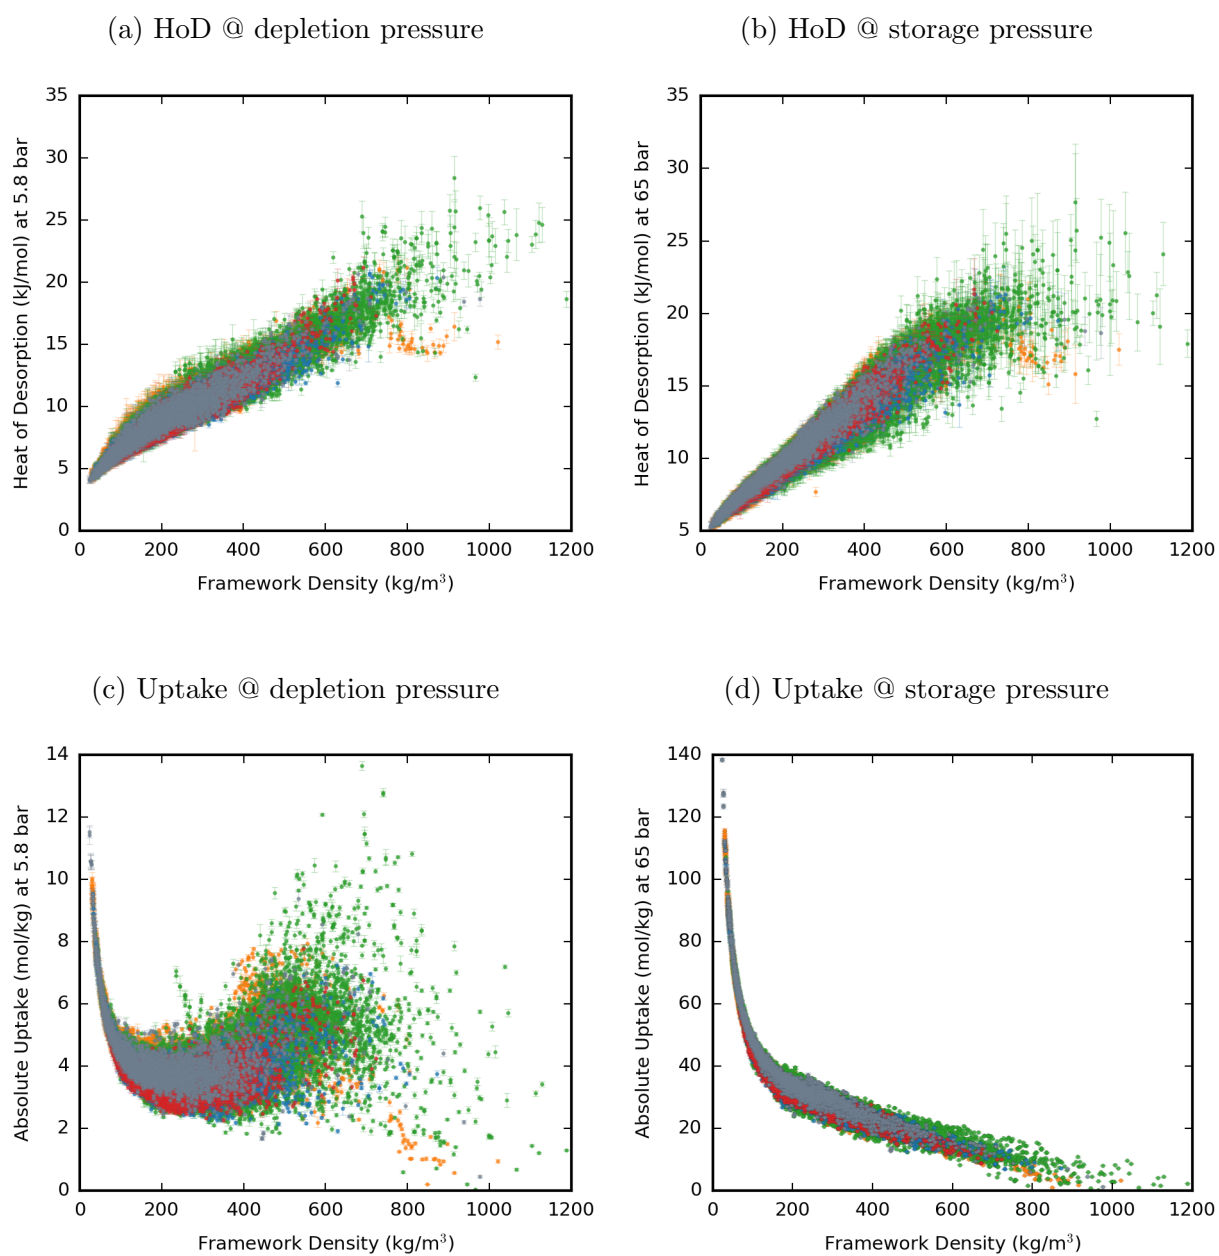 (a) HoD @ depletion pressure
(b) HoD @ storage pressure
35
30
25
20
15
10
5
0
Heat of Desorption (kJ/mol) at 5.8 bar
0 200 400 600 800 1000 1200
Framework Density (kg/m³)
35
30
25
20
15
10
5
Heat of Desorption (kJ/mol) at 65 bar
0 200 400 600 800 1000 1200
Framework Density (kg/m³)
(c) Uptake @ depletion pressure
(d) Uptake @ storage pressure
14
12
10
8
6
4
2
0
Absolute Uptake (mol/kg) at 5.8 bar
0 200 400 600 800 1000 1200
Framework Density (kg/m³)
140
120
100
80
60
40
20
0
Absolute Uptake (mol/kg) at 65 bar
0 200 400 600 800 1000 1200
Framework Density (kg/m³)